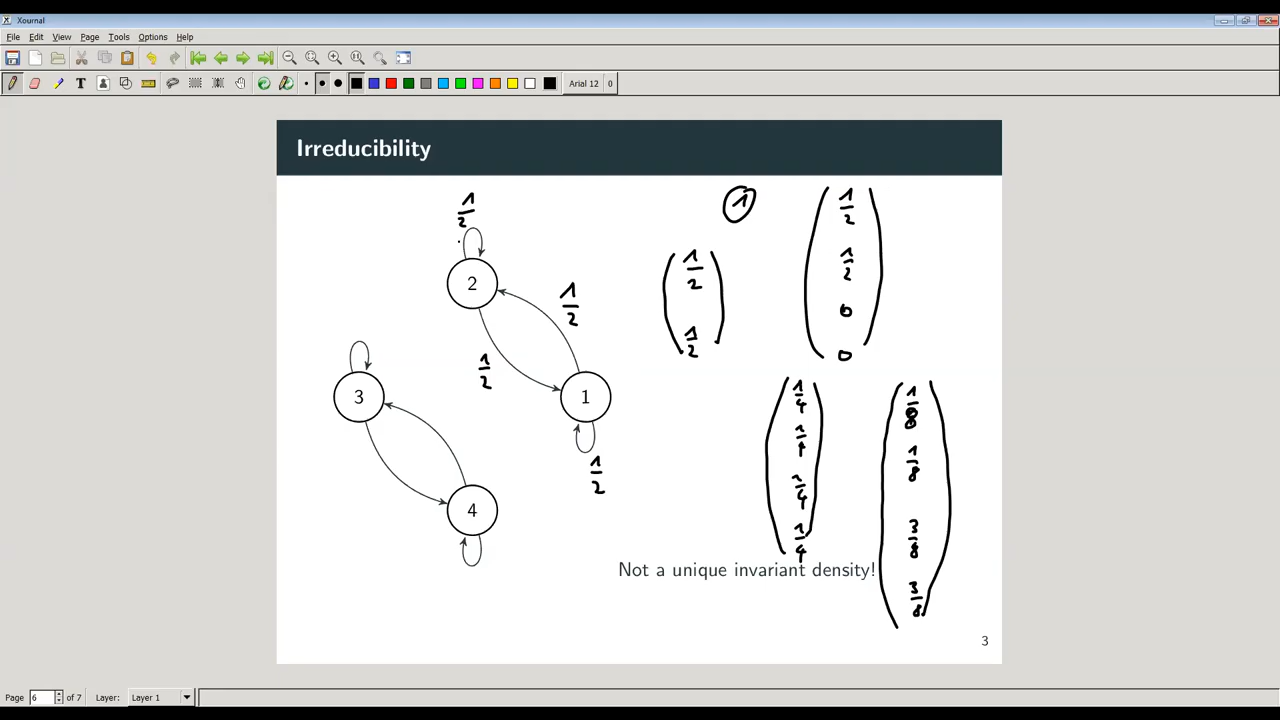 Xournal
File Edit View Page Tools Options Help
Arial 12 0
Irreducibility
1/2
2
1/2
1/2
1
1/2
3
4
1
(1/2 1/2)
(1/2 1/2 0 0)
(1/4 1/4 1/4 1/4)
(1/8 1/8 3/8 3/8)
Not a unique invariant density!
3
Page 6 of 7 Layer: Layer 1